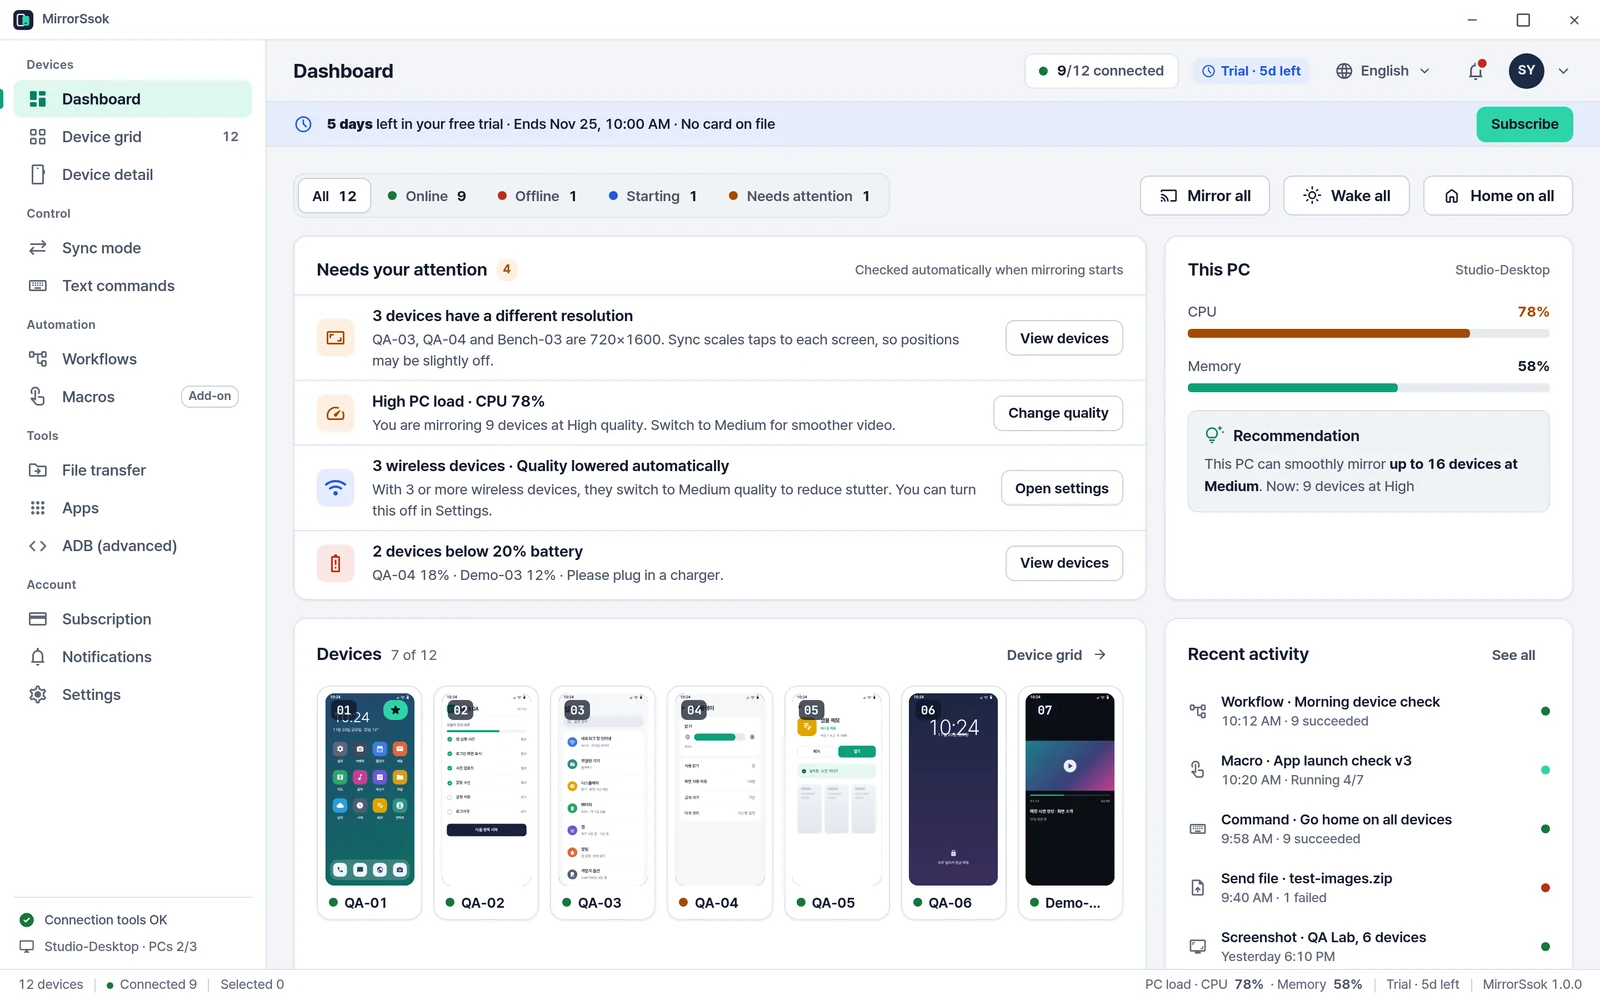 MirrorSsok
Devices
Dashboard
Device grid 12
Device detail
Control
Sync mode
Text commands
Automation
Workflows
Macros Add-on
Tools
File transfer
Apps
ADB (advanced)
Account
Subscription
Notifications
Settings
Connection tools OK
Studio-Desktop · PCs 2/3
Dashboard
9/12 connected
Trial · 5d left
English
SY
5 days left in your free trial · Ends Nov 25, 10:00 AM · No card on file
Subscribe
All 12
Online 9
Offline 1
Starting 1
Needs attention 1
Mirror all
Wake all
Home on all
Needs your attention 4
Checked automatically when mirroring starts
3 devices have a different resolution
QA-03, QA-04 and Bench-03 are 720×1600. Sync scales taps to each screen, so positions
may be slightly off.
View devices
High PC load · CPU 78%
You are mirroring 9 devices at High quality. Switch to Medium for smoother video.
Change quality
3 wireless devices · Quality lowered automatically
With 3 or more wireless devices, they switch to Medium quality to reduce stutter. You can turn
this off in Settings.
Open settings
2 devices below 20% battery
QA-04 18% · Demo-03 12% · Please plug in a charger.
View devices
This PC
Studio-Desktop
CPU 78%
Memory 58%
Recommendation
This PC can smoothly mirror up to 16 devices at
Medium. Now: 9 devices at High
Devices 7 of 12
Device grid
01
QA-01
02
QA-02
03
QA-03
04
QA-04
05
QA-05
06
10:24
QA-06
07
Demo-...
Recent activity
See all
Workflow · Morning device check
10:12 AM · 9 succeeded
Macro · App launch check v3
10:20 AM · Running 4/7
Command · Go home on all devices
9:58 AM · 9 succeeded
Send file · test-images.zip
9:40 AM · 1 failed
Screenshot · QA Lab, 6 devices
Yesterday 6:10 PM
12 devices
Connected 9
Selected 0
PC load · CPU 78% · Memory 58%
Trial · 5d left
MirrorSsok 1.0.0